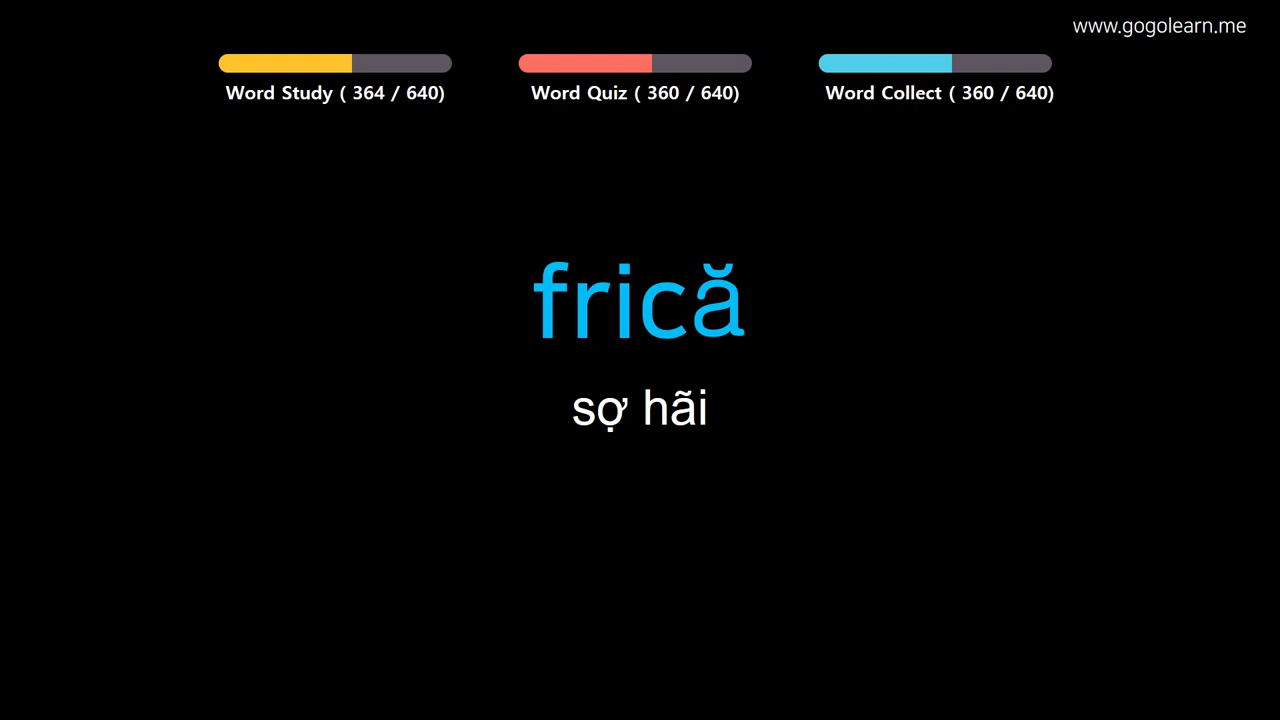 www.gogolearn.me
Word Study ( 364 / 640)
Word Quiz ( 360 / 640)
Word Collect ( 360 / 640)
frică
sợ hãi